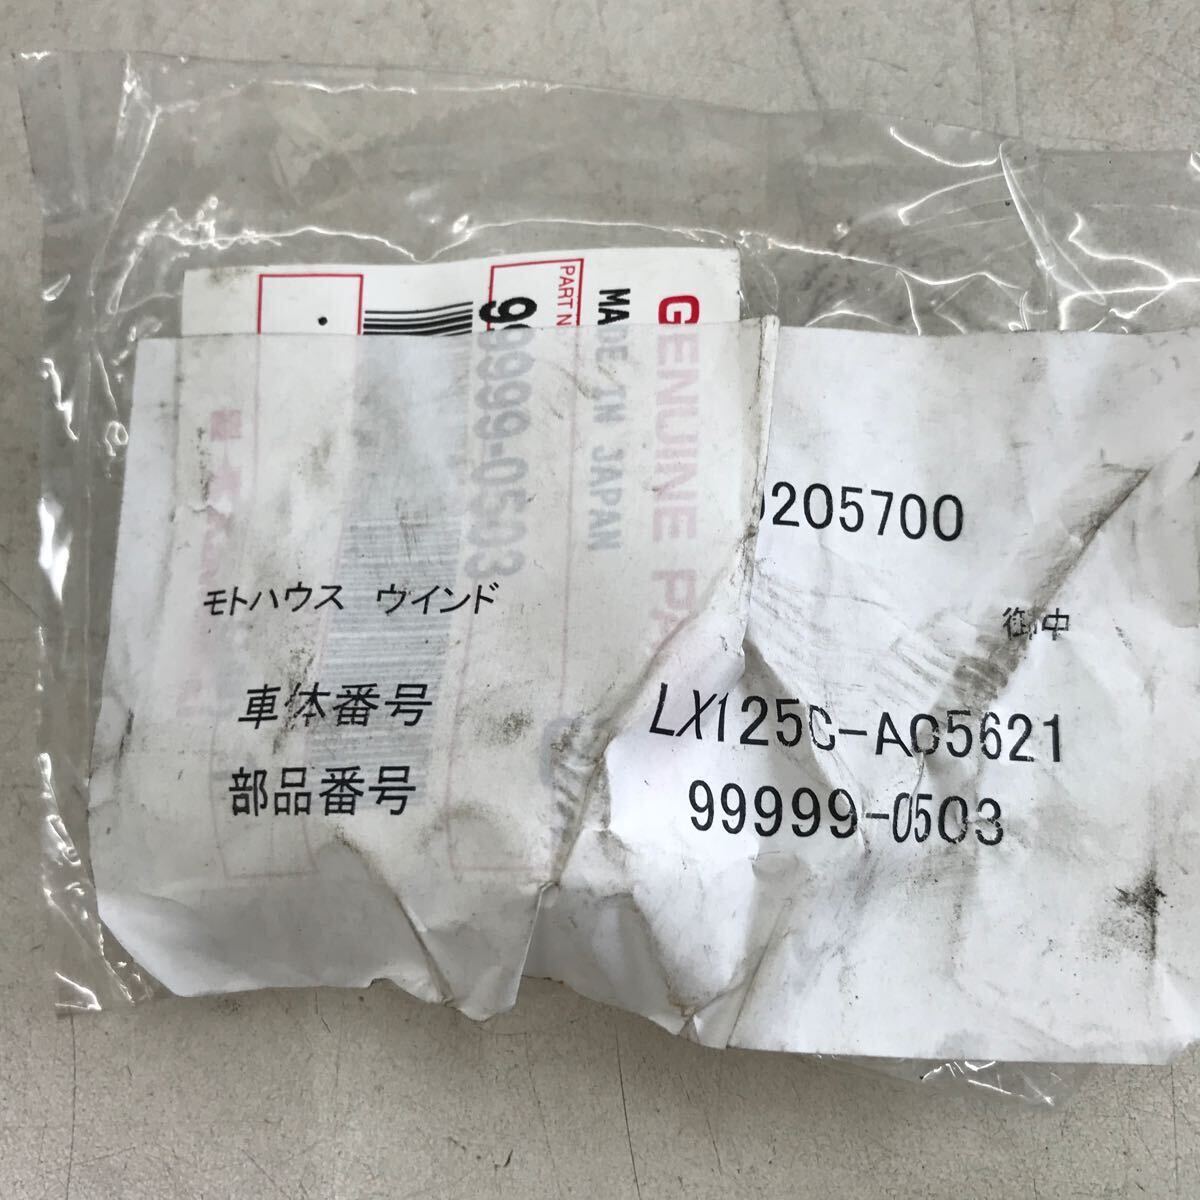 GENUINE PA
MADE IN JAPAN
PART N
99999-0503
0205700
モトハウス ウインド 御中
車体番号 LX125C-A05621
部品番号 99999-0503